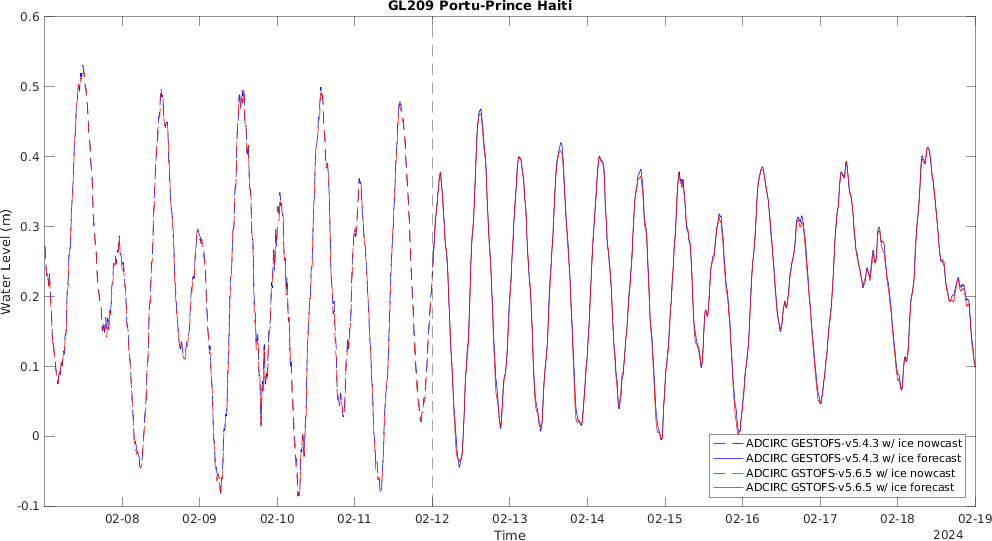 GL209 Portu-Prince Haiti
0.6
0.5
0.4
0.3
0.2
0.1
0
-0.1
Water Level (m)
ADCIRC GESTOFS-v5.4.3 w/ ice nowcast
ADCIRC GESTOFS-v5.4.3 w/ ice forecast
ADCIRC GSTOFS-v5.6.5 w/ ice nowcast
ADCIRC GSTOFS-v5.6.5 w/ ice forecast
02-08 02-09 02-10 02-11 02-12 02-13 02-14 02-15 02-16 02-17 02-18 02-19
Time
2024